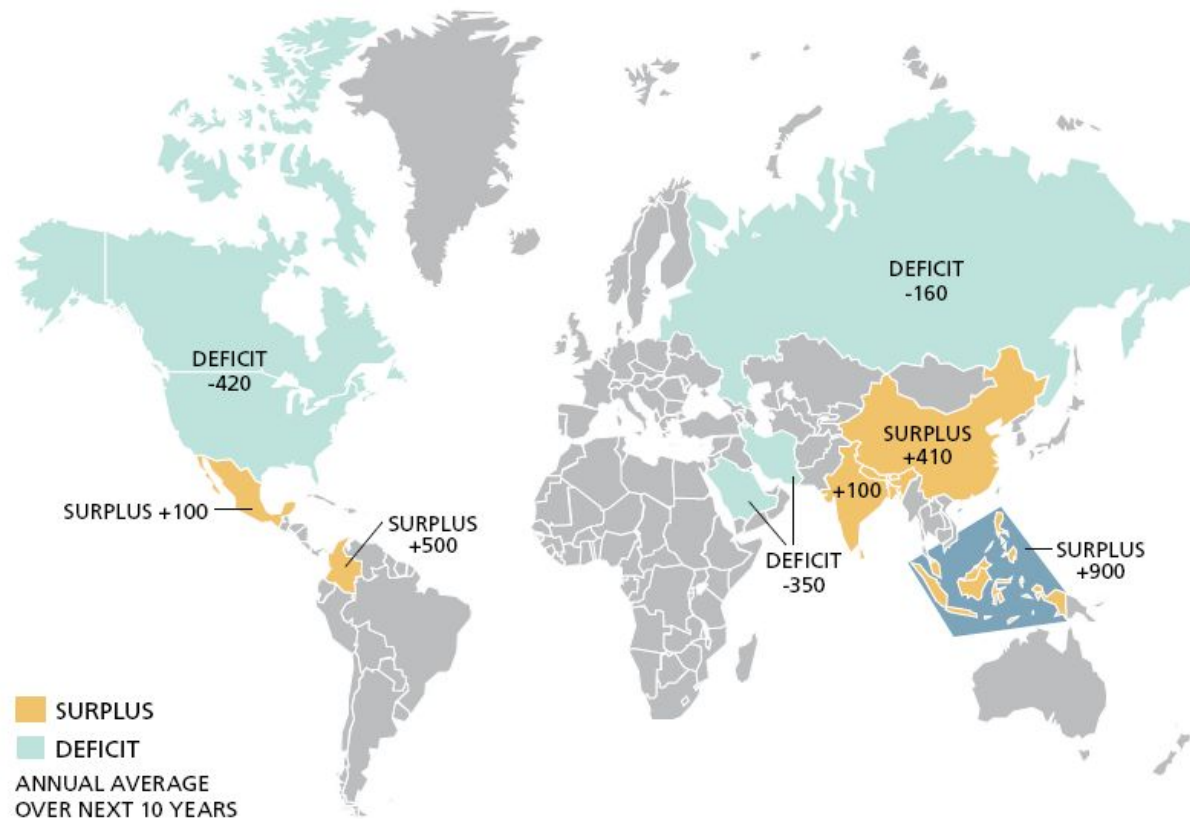 DEFICIT
-160
DEFICIT
-420
SURPLUS
+410
+100
SURPLUS +100
SURPLUS
+500
DEFICIT
-350
SURPLUS
+900
SURPLUS
DEFICIT
ANNUAL AVERAGE
OVER NEXT 10 YEARS